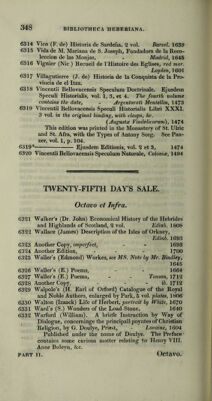 348 BIBLIOTHECA HEBERIANA.
6314 Vico (F. de) Historia de Sardeña, 2 vol. Barcel. 1639
6315 Vida de M. Mariana de S. Joseph, Fundadora de la Reco-
leccion de las Monjas, - - Madrid, 1645
6316 Vignier (Nic) Recueil de l'Histoire des Eglises, red mor.
Leyden, 1601
6317 Villagutierre (J. de) Historia de la Conquista de la Pro-
vincia de el Itza.
6318 Vincentii Bellovacensis Speculum Doctrinale. Ejusdem
Speculi Historialis, vol. 1, 3, et 4. The fourth volume
contains the date, - Argentorati Mentellin, 1473
6319 Vincentii Bellovacensis Speculi Historialis Libri XXXI.
3 vol. in the original binding, with clasps, &c.
(Augustæ Vindelicorum), 1474
This edition was printed in the Monastery of St. Ulric
and St. Afra, with the Types of Antony Sorg. See Pan-
zer, vol. 1, p. 104.
6319* ——— Ejusdem Editionis, vol. 2 et 3, 1474
6320 Vincentii Bellovacensis Speculum Naturale, Coloniæ, 1494
TWENTY-FIFTH DAY'S SALE.
Octavo et Infra.
6321 Walker's (Dr. John) Economical History of the Hebrides
and Highlands of Scotland, 2 vol. Edinb. 1808
6322 Wallace (James) Description of the Isles of Orkney,
Edinb. 1693
6323 Another Copy, imperfect, - - 1693
6324 Another Edition, - - 1700
6325 Waller's (Edmond) Workes, see MS. Note by Mr. Bindley,
1645
6326 Waller's (E.) Poems, - - 1664
6327 Waller's (E.) Poems, - - Tonson, 1712
6328 Another Copy, - - ib. 1712
6329 Walpole's (H. Earl of Orford) Catalogue of the Royal
and Noble Authors, enlarged by Park, 5 vol. plates, 1806
6330 Walton (Isaack) Life of Herbert, portrait by White, 1670
6331 Ward's (S.) Wonders of the Load Stone, 1640
6332 Warford (William). A briefe Instruction by Way of
Dialogue, concerninge the principall poyntes of Christian
Religion, by G. Doulye, Priest, Lovaine, 1604
Published under the nome of Doulye. The Preface
contains some curious matter relating to Henry VIII.
Anne Boleyn, &c.
PART II. Octavo.